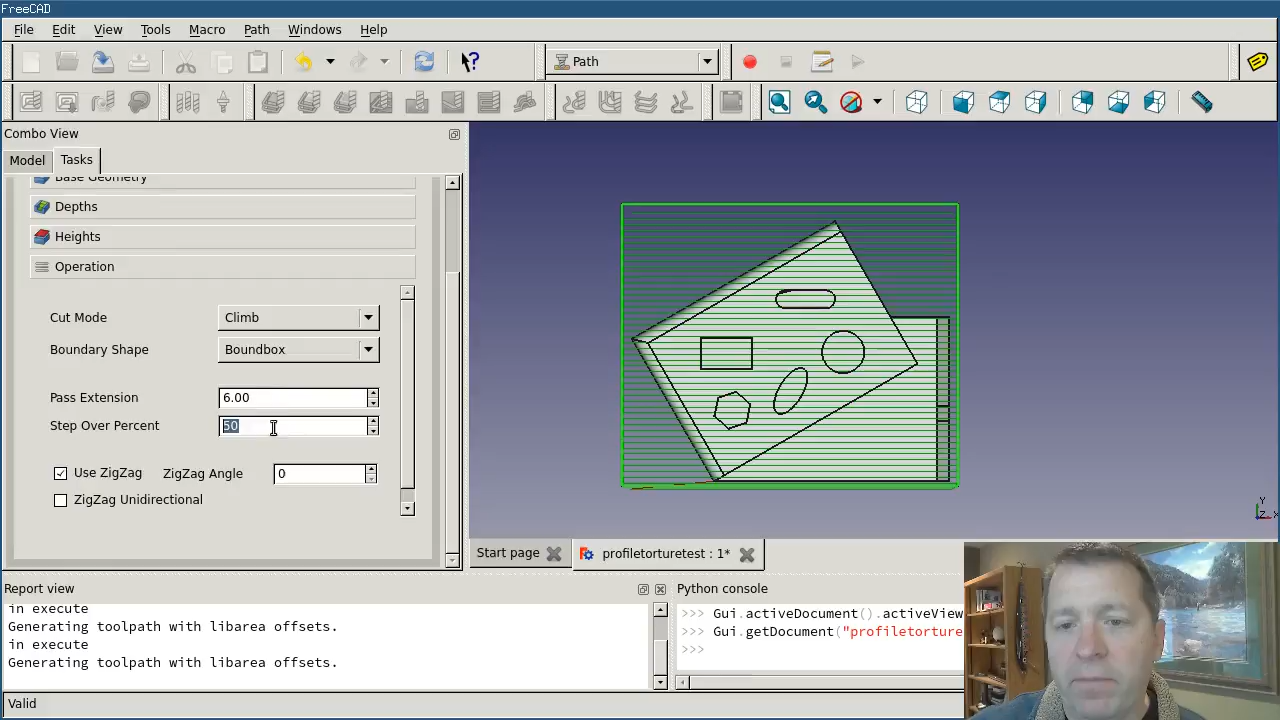 FreeCAD
File Edit View Tools Macro Path Windows Help
Path
Combo View
Model Tasks
Base Geometry
Depths
Heights
Operation
Cut Mode Climb
Boundary Shape Boundbox
Pass Extension 6.00
Step Over Percent 50
Use ZigZag ZigZag Angle 0
ZigZag Unidirectional
Y
Z X
Start page profiletorturetest : 1*
Report view
in execute
Generating toolpath with libarea offsets.
in execute
Generating toolpath with libarea offsets.
Python console
>>> Gui.activeDocument().activeView
>>> Gui.getDocument("profiletorture
>>>
Valid